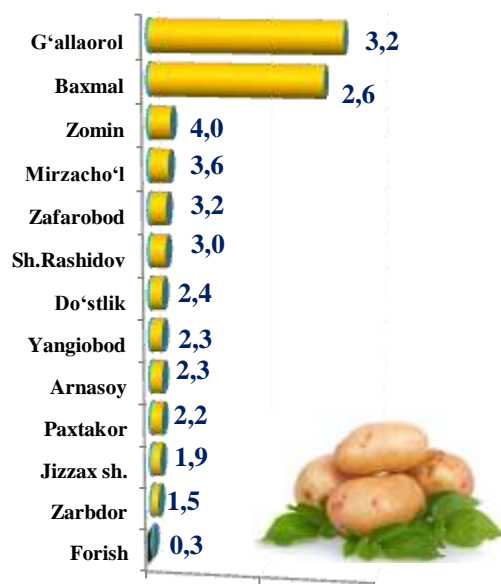 G‘allaorol 3,2
Baxmal 2,6
Zomin 4,0
Mirzacho‘l 3,6
Zafarobod 3,2
Sh.Rashidov 3,0
Do‘stlik 2,4
Yangiobod 2,3
Arnasoy 2,3
Paxtakor 2,2
Jizzax sh. 1,9
Zarbdor 1,5
Forish 0,3